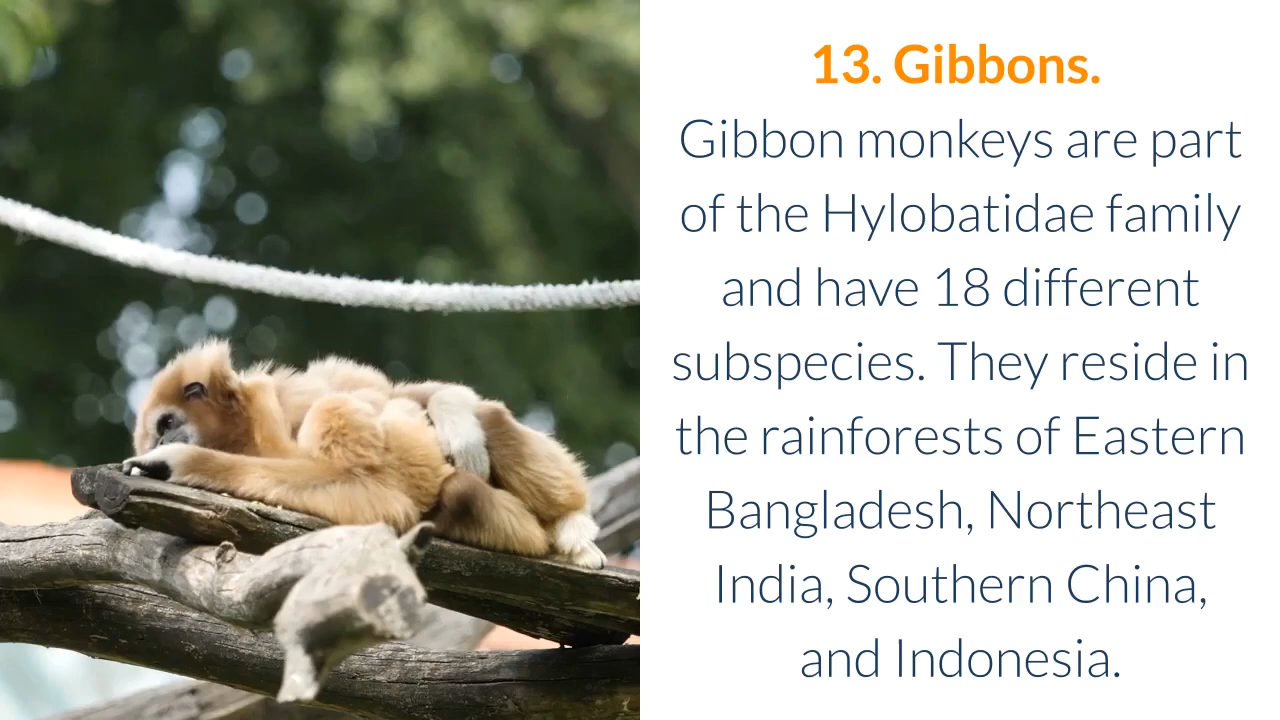 13. Gibbons.
Gibbon monkeys are part
of the Hylobatidae family
and have 18 different
subspecies. They reside in
the rainforests of Eastern
Bangladesh, Northeast
India, Southern China,
and Indonesia.